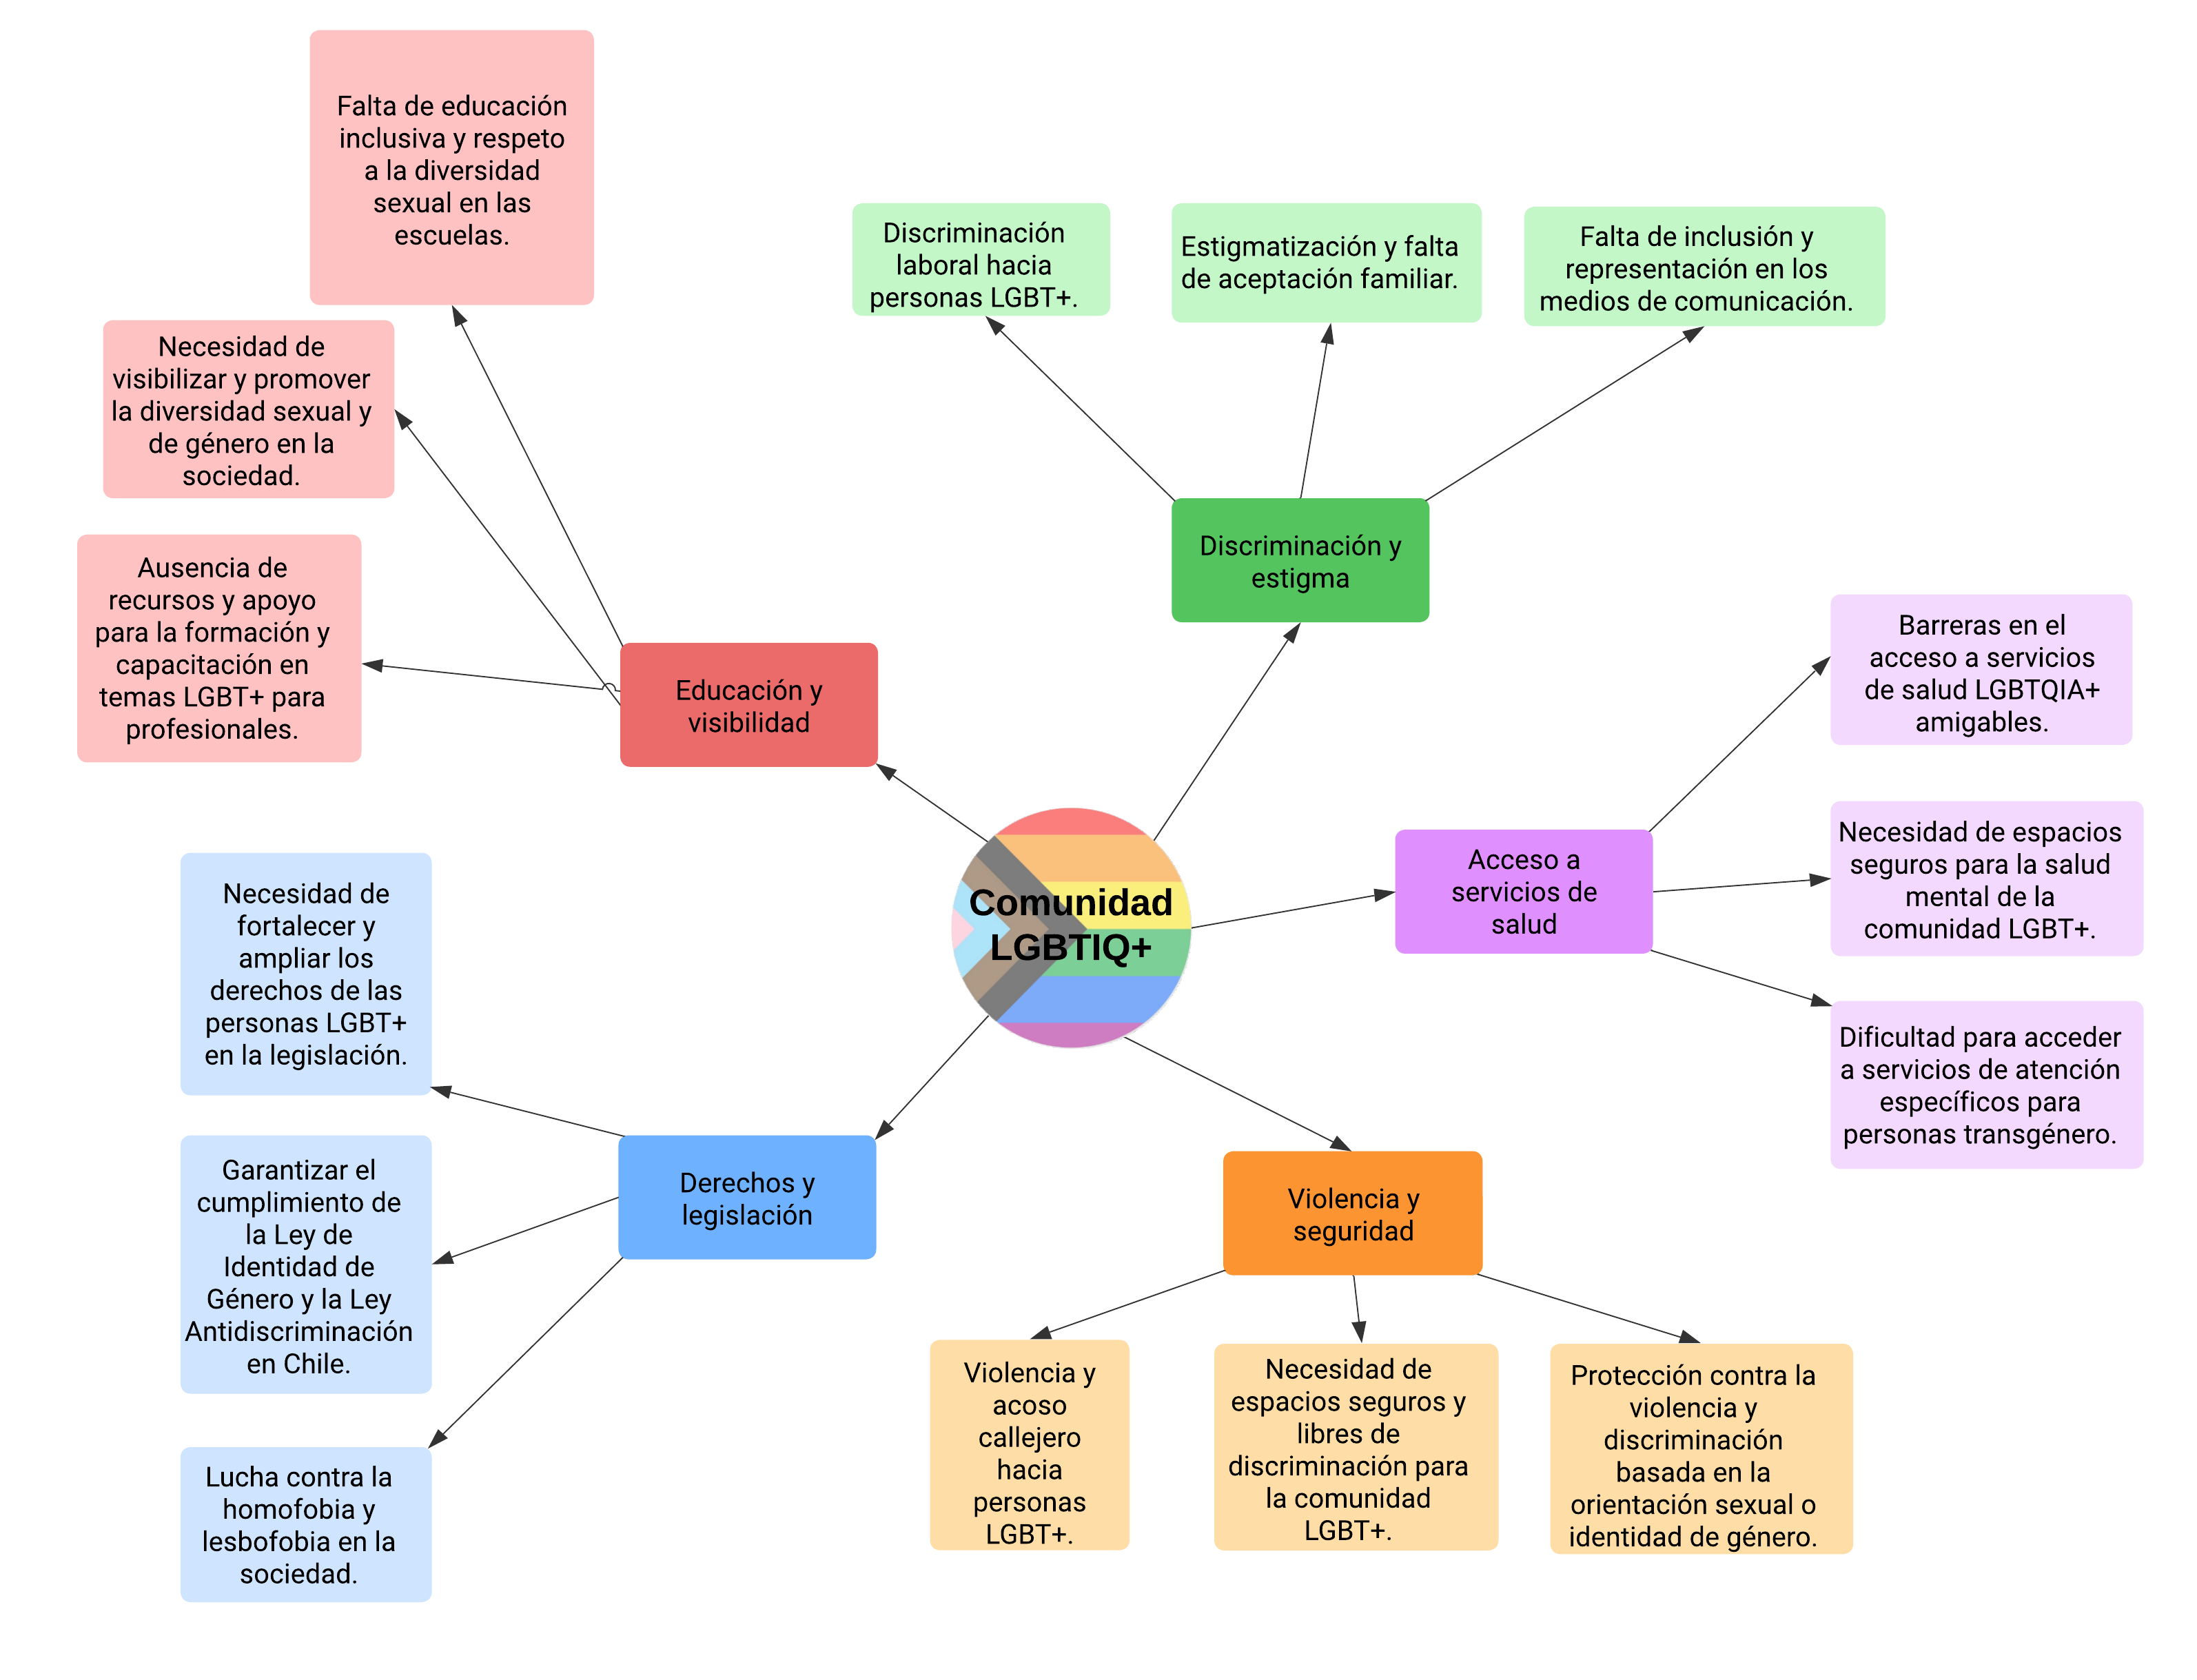 Falta de educación
inclusiva y respeto
a la diversidad
sexual en las
escuelas.
Necesidad de
visibilizar y promover
la diversidad sexual y
de género en la
sociedad.
Ausencia de
recursos y apoyo
para la formación y
capacitación en
temas LGBT+ para
profesionales.
Educación y
visibilidad
Discriminación
laboral hacia
personas LGBT+.
Estigmatización y falta
de aceptación familiar.
Falta de inclusión y
representación en los
medios de comunicación.
Discriminación y
estigma
Comunidad
LGBTIQ+
Acceso a
servicios de
salud
Barreras en el
acceso a servicios
de salud LGBTQIA+
amigables.
Necesidad de espacios
seguros para la salud
mental de la
comunidad LGBT+.
Dificultad para acceder
a servicios de atención
específicos para
personas transgénero.
Necesidad de
fortalecer y
ampliar los
derechos de las
personas LGBT+
en la legislación.
Garantizar el
cumplimiento de
la Ley de
Identidad de
Género y la Ley
Antidiscriminación
en Chile.
Lucha contra la
homofobia y
lesbofobia en la
sociedad.
Derechos y
legislación
Violencia y
seguridad
Violencia y
acoso
callejero
hacia
personas
LGBT+.
Necesidad de
espacios seguros y
libres de
discriminación para
la comunidad
LGBT+.
Protección contra la
violencia y
discriminación
basada en la
orientación sexual o
identidad de género.